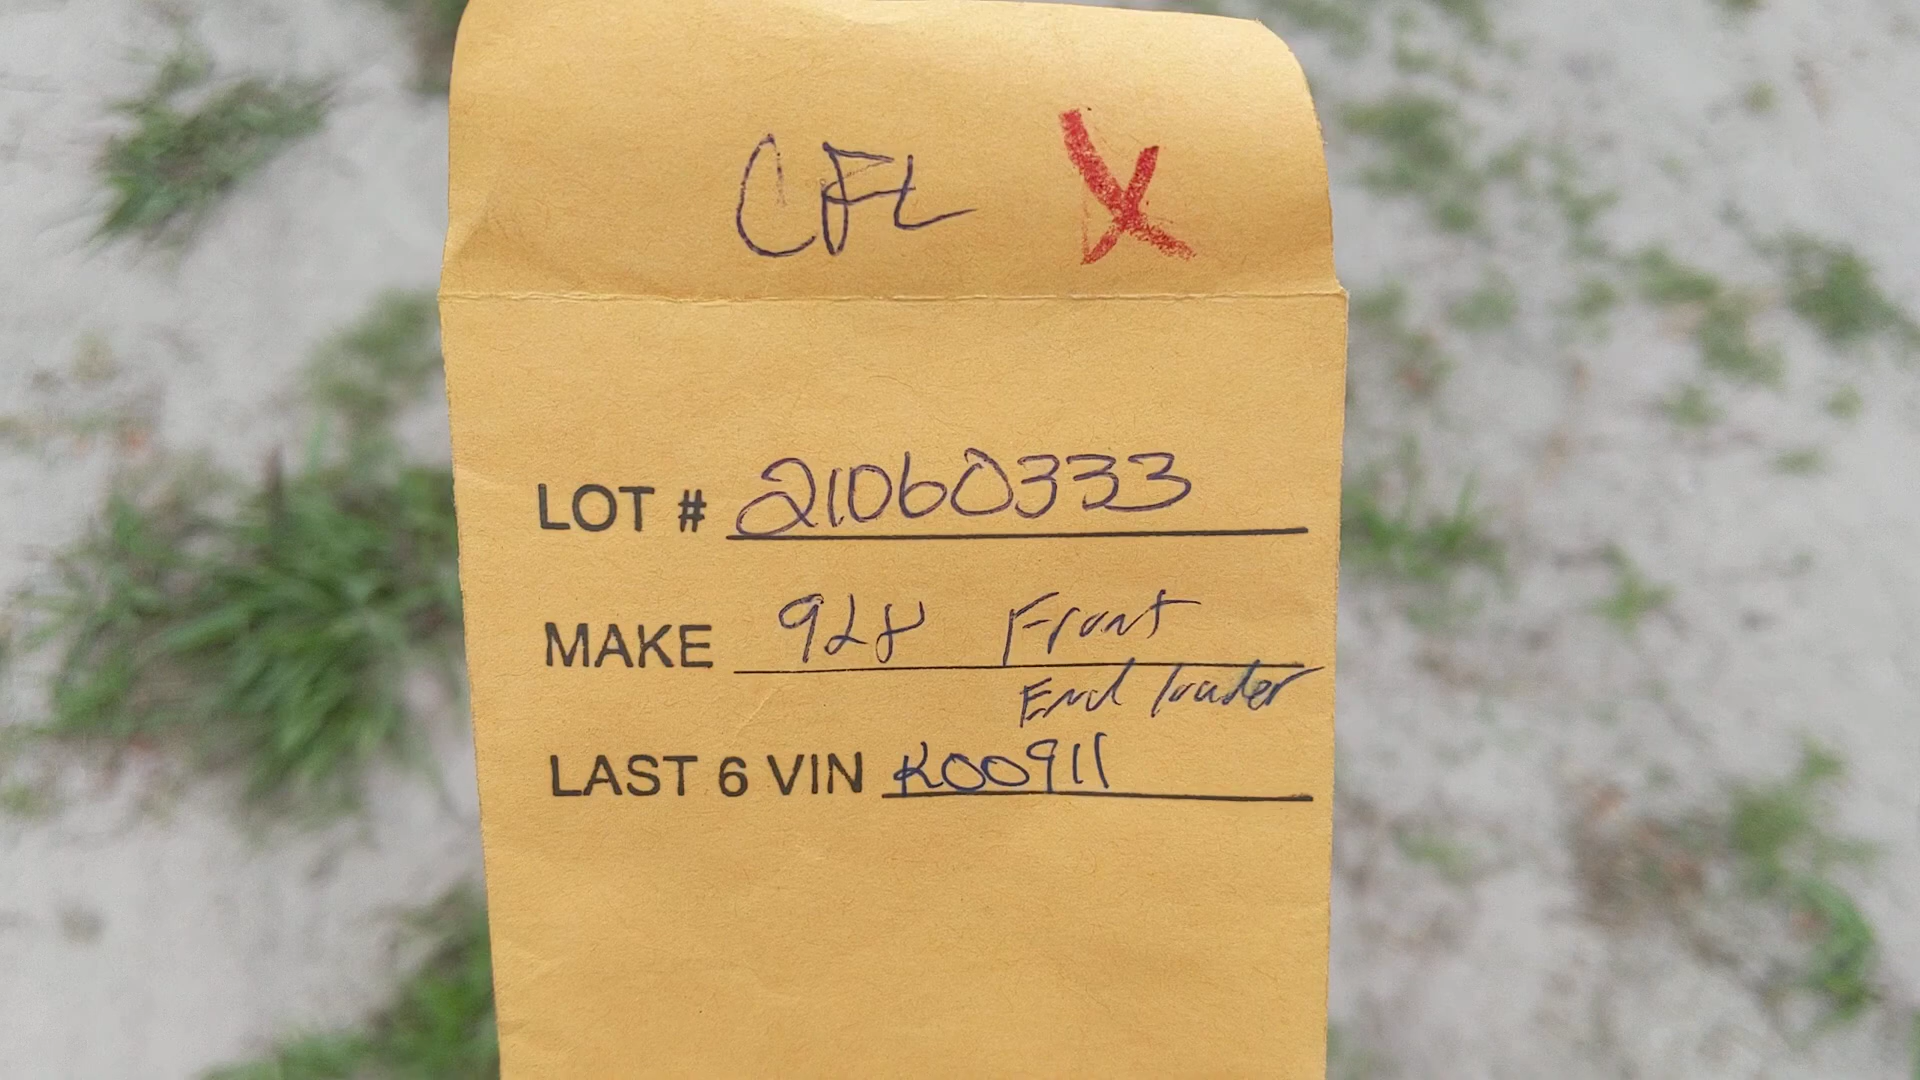 CFL X
LOT # 21060333
MAKE 928 Front
End loader
LAST 6 VIN K00911